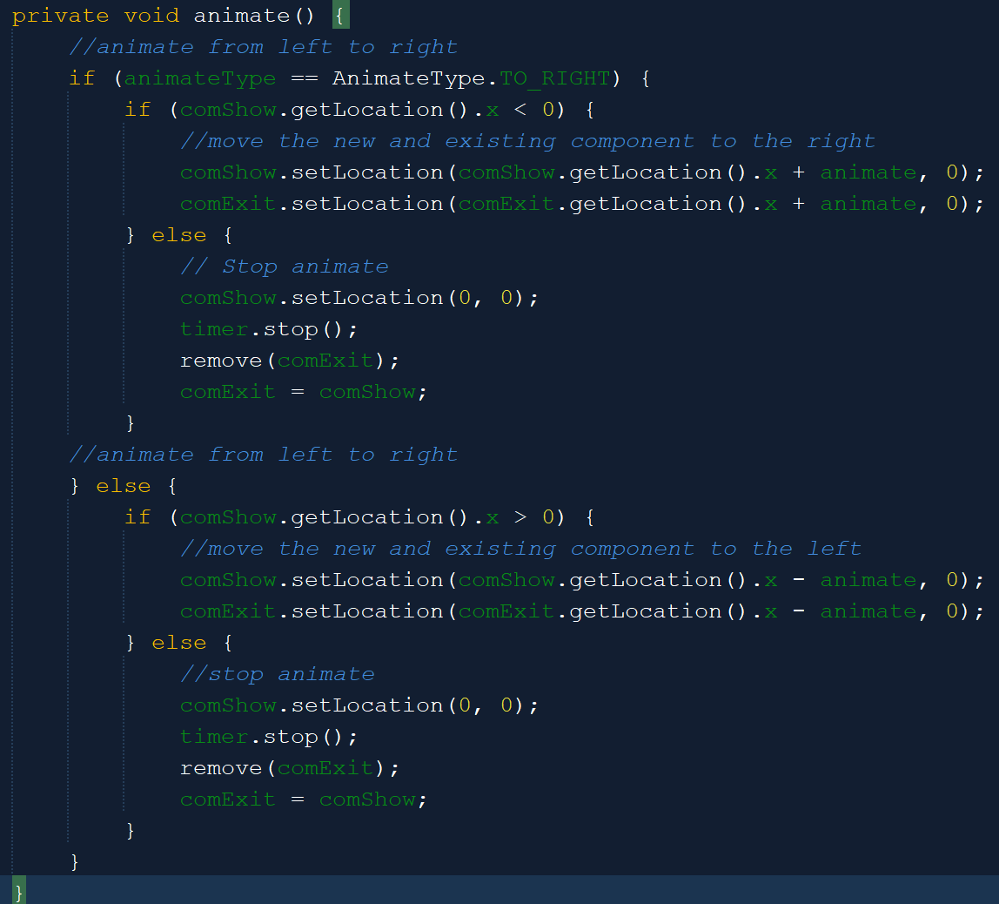 private void animate() {
    //animate from left to right
    if (animateType == AnimateType.TO_RIGHT) {
        if (comShow.getLocation().x < 0) {
            //move the new and existing component to the right
            comShow.setLocation(comShow.getLocation().x + animate, 0);
            comExit.setLocation(comExit.getLocation().x + animate, 0);
        } else {
            // Stop animate
            comShow.setLocation(0, 0);
            timer.stop();
            remove(comExit);
            comExit = comShow;
        }
    //animate from left to right
    } else {
        if (comShow.getLocation().x > 0) {
            //move the new and existing component to the left
            comShow.setLocation(comShow.getLocation().x - animate, 0);
            comExit.setLocation(comExit.getLocation().x - animate, 0);
        } else {
            //stop animate
            comShow.setLocation(0, 0);
            timer.stop();
            remove(comExit);
            comExit = comShow;
        }
    }
}